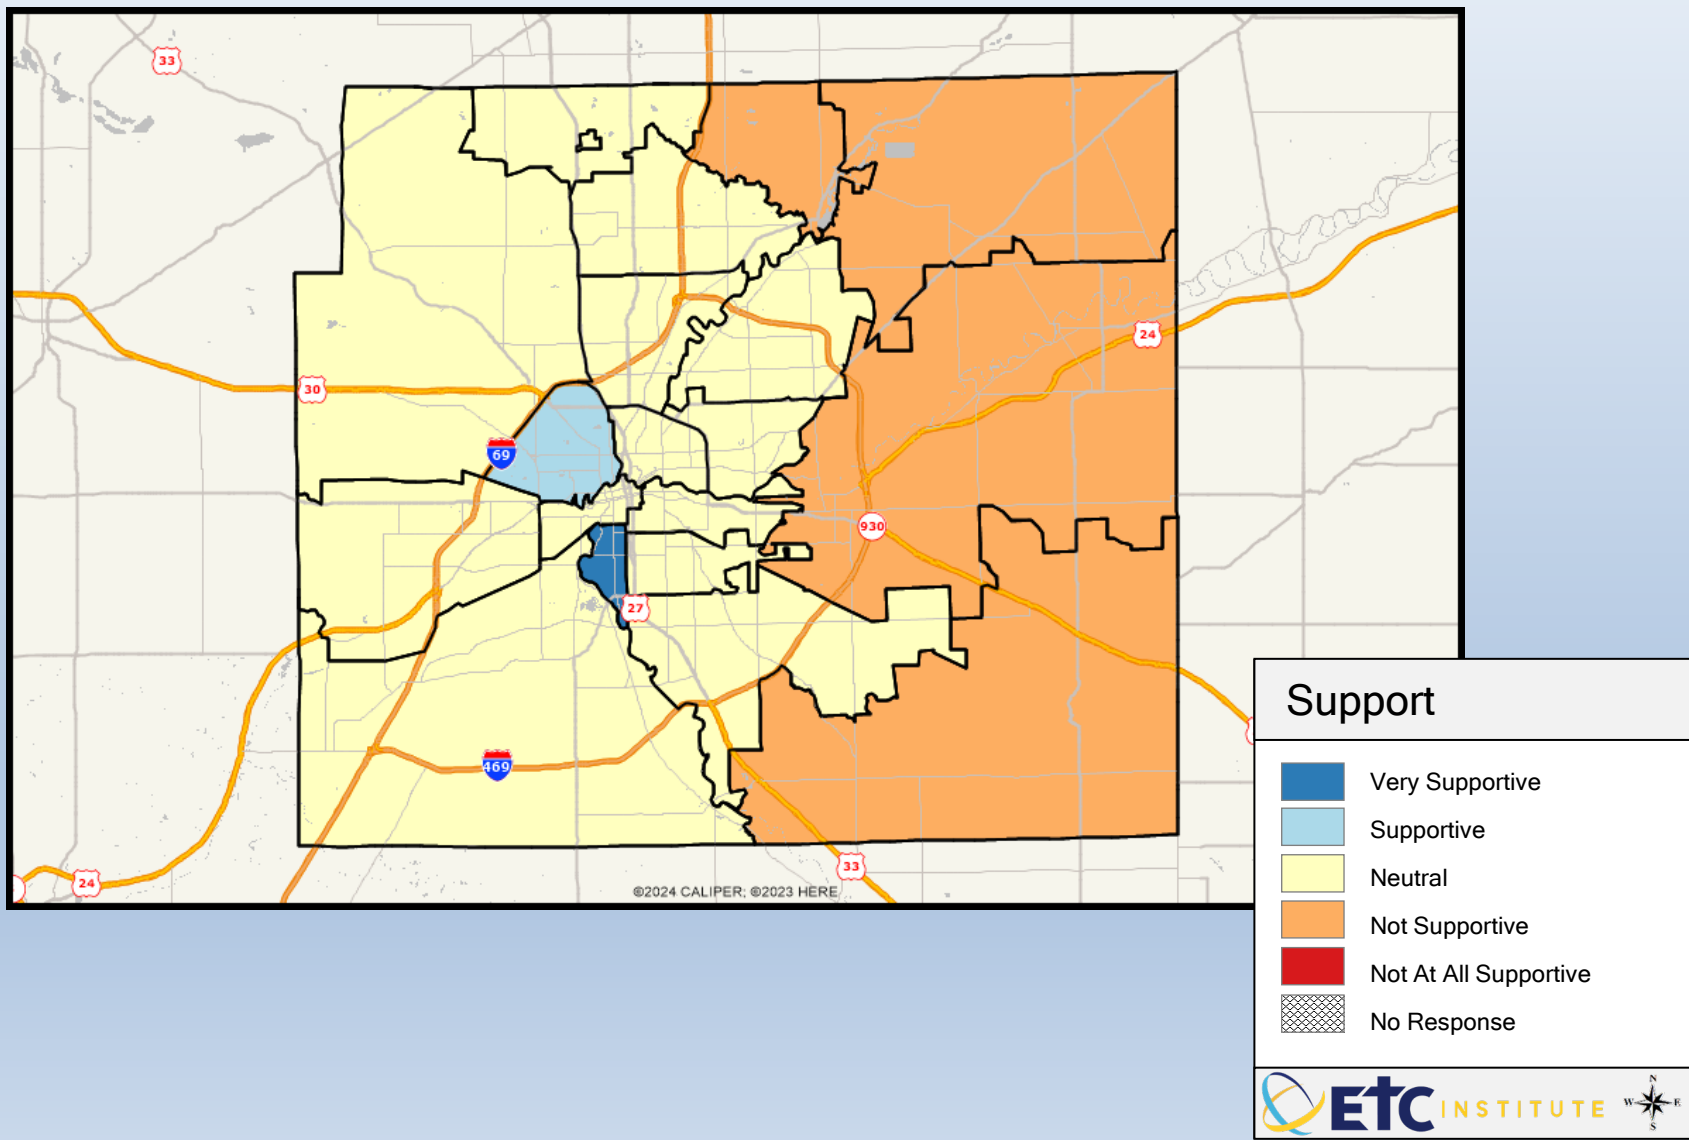 33
24
30
69
930
27
469
33
24
©2024 CALIPER; ©2023 HERE
Support
Very Supportive
Supportive
Neutral
Not Supportive
Not At All Supportive
No Response
ETC INSTITUTE
N
W E
S